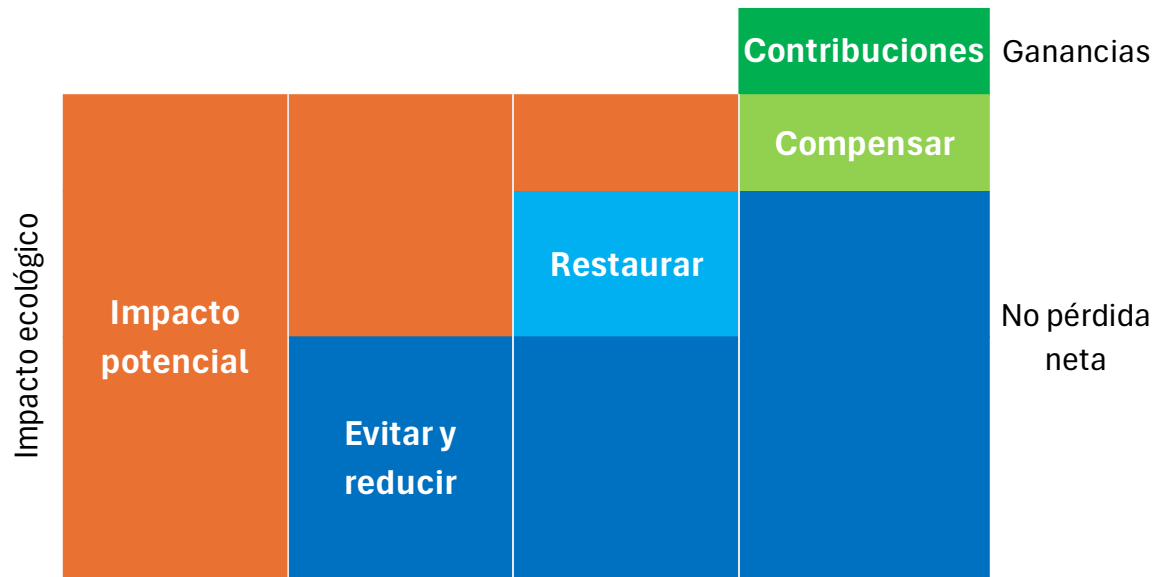 Contribuciones
Ganancias
Compensar
Restaurar
Impacto ecológico
Impacto
potencial
No pérdida
neta
Evitar y
reducir